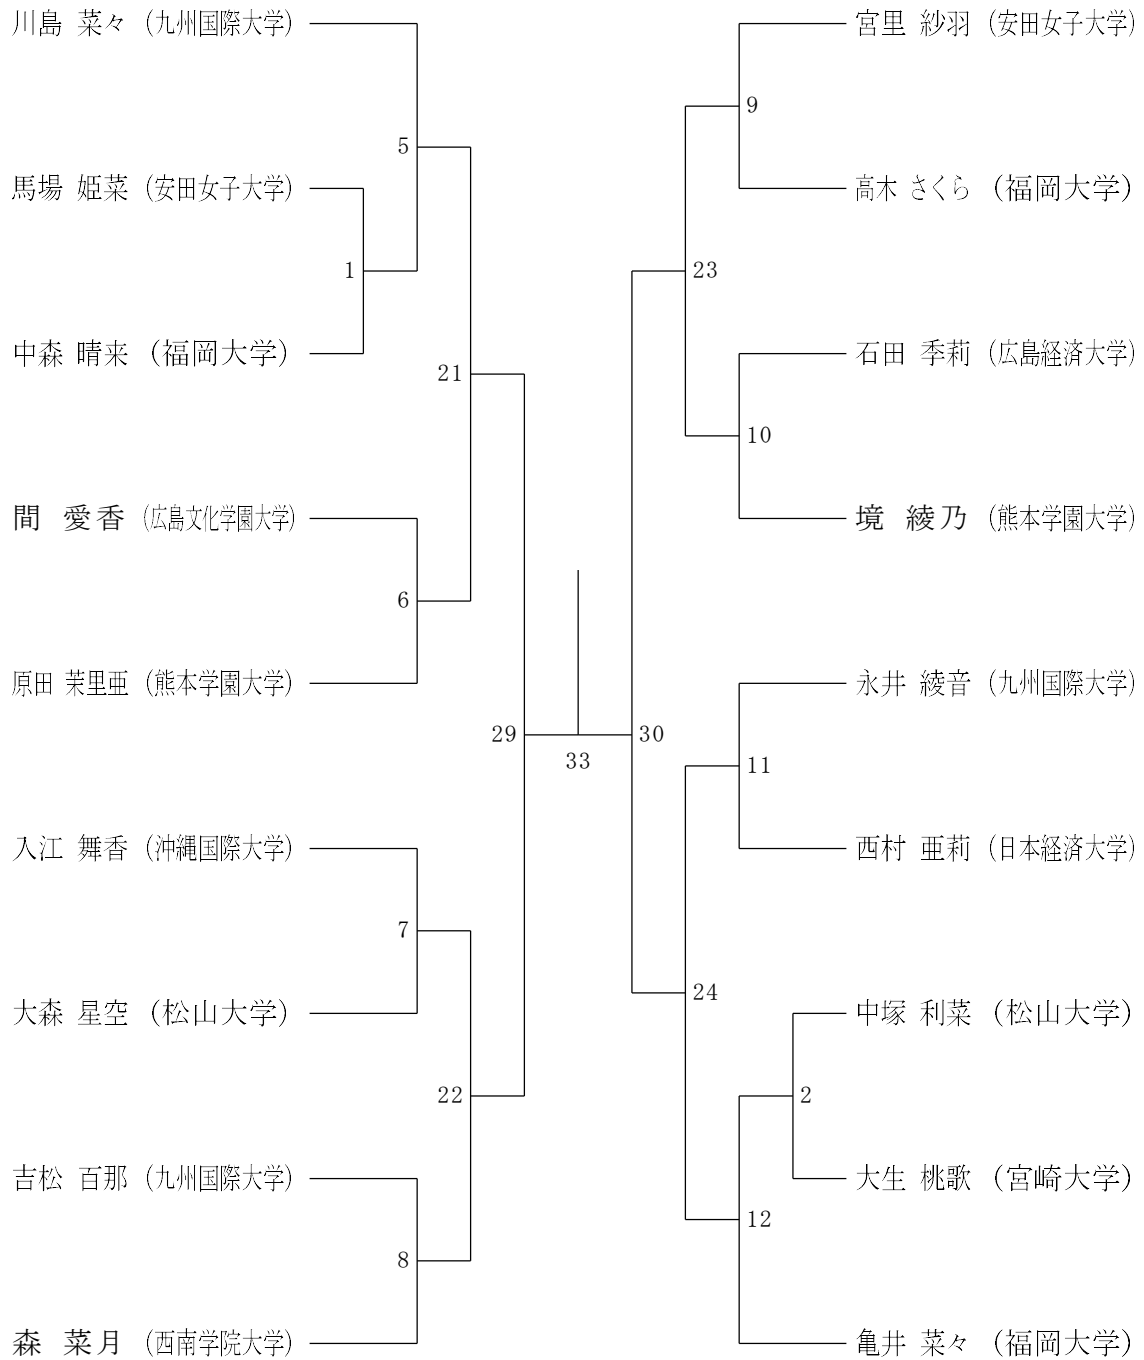 川島 菜々 (九州国際大学)
5
馬場 姫菜 (安田女子大学)
1
中森 晴来 (福岡大学)
21
間 愛香 (広島文化学園大学)
6
原田 茉里亜 (熊本学園大学)
29
入江 舞香 (沖縄国際大学)
7
大森 星空 (松山大学)
22
吉松 百那 (九州国際大学)
8
森 菜月 (西南学院大学)
33
宮里 紗羽 (安田女子大学)
9
高木 さくら (福岡大学)
23
石田 季莉 (広島経済大学)
10
境 綾乃 (熊本学園大学)
30
永井 綾音 (九州国際大学)
11
西村 亜莉 (日本経済大学)
24
中塚 利菜 (松山大学)
2
大生 桃歌 (宮崎大学)
12
亀井 菜々 (福岡大学)